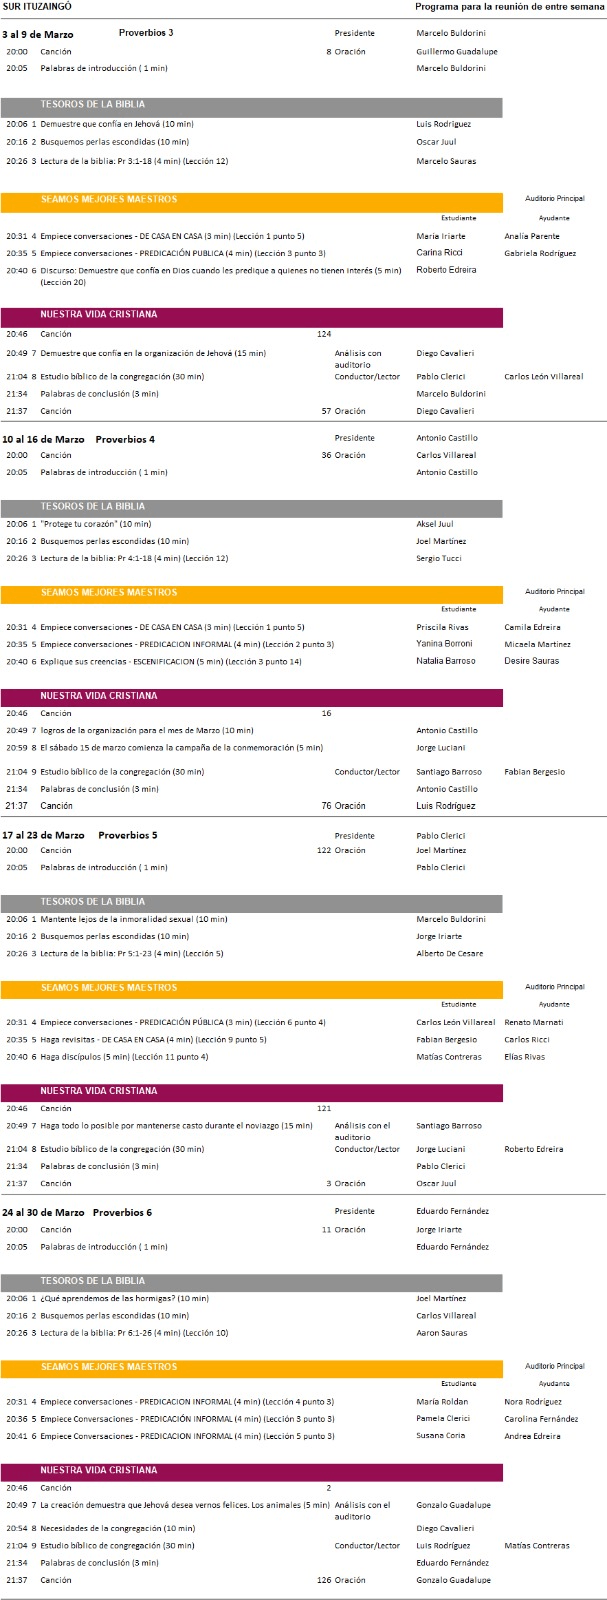 SUR ITUZAINGÓ Programa para la reunión de entre semana
3 al 9 de Marzo Proverbios 3 Presidente Marcelo Buldorini
20:00 Canción 8 Oración Guillermo Guadalupe
20:05 Palabras de introducción ( 1 min) Marcelo Buldorini
TESOROS DE LA BIBLIA
20:06 1 Demuestre que confía en Jehová (10 min) Luis Rodriguez
20:16 2 Busquemos perlas escondidas (10 min) Oscar Juul
20:26 3 Lectura de la biblia: Pr 3:1-18 (4 min) (Lección 12) Marcelo Sauras
SEAMOS MEJORES MAESTROS Auditorio Principal
Estudiante Ayudante
20:31 4 Empiece conversaciones - DE CASA EN CASA (3 min) (Lección 1 punto 5) Maria Iriarte Analía Parente
20:35 5 Empiece conversaciones - PREDICACIÓN PUBLICA (4 min) (Lección 3 punto 3) Carina Ricci Gabriela Rodríguez
20:40 6 Discurso: Demuestre que confía en Dios cuando les predique a quienes no tienen interés (5 min) Roberto Edreira
(Lección 20)
NUESTRA VIDA CRISTIANA
20:46 Canción 124
20:49 7 Demuestre que confía en la organización de Jehová (15 min) Análisis con Diego Cavalieri
auditorio
21:04 8 Estudio bíblico de la congregación (30 min) Conductor/Lector Pablo Clerici Carlos León Villareal
21:34 Palabras de conclusión (3 min) Marcelo Buldorini
21:37 Canción 57 Oración Diego Cavalieri
10 al 16 de Marzo Proverbios 4 Presidente Antonio Castillo
20:00 Canción 36 Oración Carlos Villareal
20:05 Palabras de introducción ( 1 min) Antonio Castillo
TESOROS DE LA BIBLIA
20:06 1 "Protege tu corazón" (10 min) Aksel Juul
20:16 2 Busquemos perlas escondidas (10 min) Joel Martínez
20:26 3 Lectura de la biblia: Pr 4:1-18 (4 min) (Lección 12) Sergio Tucci
SEAMOS MEJORES MAESTROS Auditorio Principal
Estudiante Ayudante
20:31 4 Empiece conversaciones - DE CASA EN CASA (3 min) (Lección 1 punto 5) Priscila Rivas Camila Edreira
20:35 5 Empiece conversaciones - PREDICACION INFORMAL (4 min) (Lección 2 punto 3) Yanina Borroni Micaela Martinez
20:40 6 Explique sus creencias - ESCENIFICACION (5 min) (Lección 3 punto 14) Natalia Barroso Desire Sauras
NUESTRA VIDA CRISTIANA
20:46 Canción 16
20:49 7 logros de la organización para el mes de Marzo (10 min) Antonio Castillo
20:59 8 El sábado 15 de marzo comienza la campaña de la conmemoración (5 min) Jorge Luciani
21:04 9 Estudio bíblico de la congregación (30 min) Conductor/Lector Santiago Barroso Fabian Bergesio
21:34 Palabras de conclusión (3 min) Antonio Castillo
21:37 Canción 76 Oración Luis Rodríguez
17 al 23 de Marzo Proverbios 5 Presidente Pablo Clerici
20:00 Canción 122 Oración Joel Martínez
20:05 Palabras de introducción ( 1 min) Pablo Clerici
TESOROS DE LA BIBLIA
20:06 1 Mantente lejos de la inmoralidad sexual (10 min) Marcelo Buldorini
20:16 2 Busquemos perlas escondidas (10 min) Jorge Iriarte
20:26 3 Lectura de la biblia: Pr 5:1-23 (4 min) (Lección 5) Alberto De Cesare
SEAMOS MEJORES MAESTROS Auditorio Principal
Estudiante Ayudante
20:31 4 Empiece conversaciones - PREDICACIÓN PÚBLICA (3 min) (Lección 6 punto 4) Carlos León Villareal Renato Marnati
20:35 5 Haga revisitas - DE CASA EN CASA (4 min) (Lección 9 punto 5) Fabian Bergesio Carlos Ricci
20:40 6 Haga discípulos (5 min) (Lección 11 punto 4) Matías Contreras Elías Rivas
NUESTRA VIDA CRISTIANA
20:46 Canción 121
20:49 7 Haga todo lo posible por mantenerse casto durante el noviazgo (15 min) Análisis con el Santiago Barroso
auditorio
21:04 8 Estudio bíblico de la congregación (30 min) Conductor/Lector Jorge Luciani Roberto Edreira
21:34 Palabras de conclusión (3 min) Pablo Clerici
21:37 Canción 3 Oración Oscar Juul
24 al 30 de Marzo Proverbios 6 Presidente Eduardo Fernández
20:00 Canción 11 Oración Jorge Iriarte
20:05 Palabras de introducción ( 1 min) Eduardo Fernández
TESOROS DE LA BIBLIA
20:06 1 ¿Qué aprendemos de las hormigas? (10 min) Joel Martínez
20:16 2 Busquemos perlas escondidas (10 min) Carlos Villareal
20:26 3 Lectura de la biblia: Pr 6:1-26 (4 min) (Lección 10) Aaron Sauras
SEAMOS MEJORES MAESTROS Auditorio Principal
Estudiante Ayudante
20:31 4 Empiece conversaciones - PREDICACION INFORMAL (4 min) (Lección 4 punto 3) María Roldan Nora Rodríguez
20:36 5 Empiece Conversaciones - PREDICACIÓN INFORMAL (4 min) (Lección 3 punto 3) Pamela Clerici Carolina Fernández
20:41 6 Empiece Conversaciones - PREDICACION INFORMAL (4 min) (Lección 5 punto 3) Susana Coria Andrea Edreira
NUESTRA VIDA CRISTIANA
20:46 Canción 2
20:49 7 La creación demuestra que Jehová desea vernos felices. Los animales (5 min) Análisis con el Gonzalo Guadalupe
auditorio
20:54 8 Necesidades de la congregación (10 min) Diego Cavalieri
21:04 9 Estudio bíblico de congregación (30 min) Conductor/Lector Luis Rodríguez Matías Contreras
21:34 Palabras de conclusión (3 min) Eduardo Fernández
21:37 Canción 126 Oración Gonzalo Guadalupe